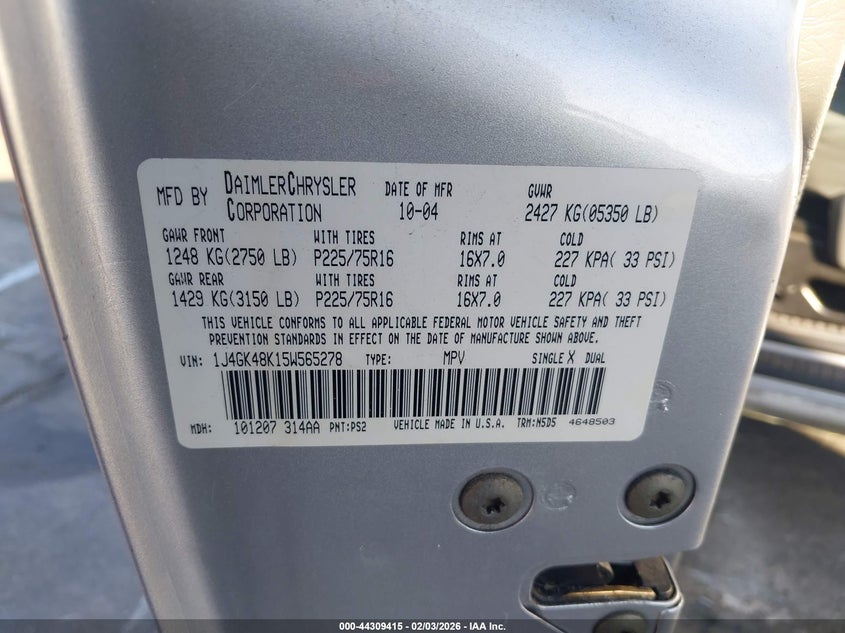 MFD BY DAIMLERCHRYSLER CORPORATION DATE OF MFR 10-04 GVWR 2427 KG(05350 LB)
GAWR FRONT WITH TIRES RIMS AT COLD
1248 KG(2750 LB) P225/75R16 16X7.0 227 KPA( 33 PSI)
GAWR REAR WITH TIRES RIMS AT COLD
1429 KG(3150 LB) P225/75R16 16X7.0 227 KPA( 33 PSI)
THIS VEHICLE CONFORMS TO ALL APPLICABLE FEDERAL MOTOR VEHICLE SAFETY AND THEFT
PREVENTION STANDARDS IN EFFECT ON THE DATE OF MANUFACTURE SHOWN ABOVE.
VIN: 1J4GK48K15W565278 TYPE: MPV SINGLE X DUAL
MDH: 101207 314AA PNT:PS2 VEHICLE MADE IN U.S.A. TRM:N5D5 4648503
000-44309415 - 02/03/2026 - IAA Inc.